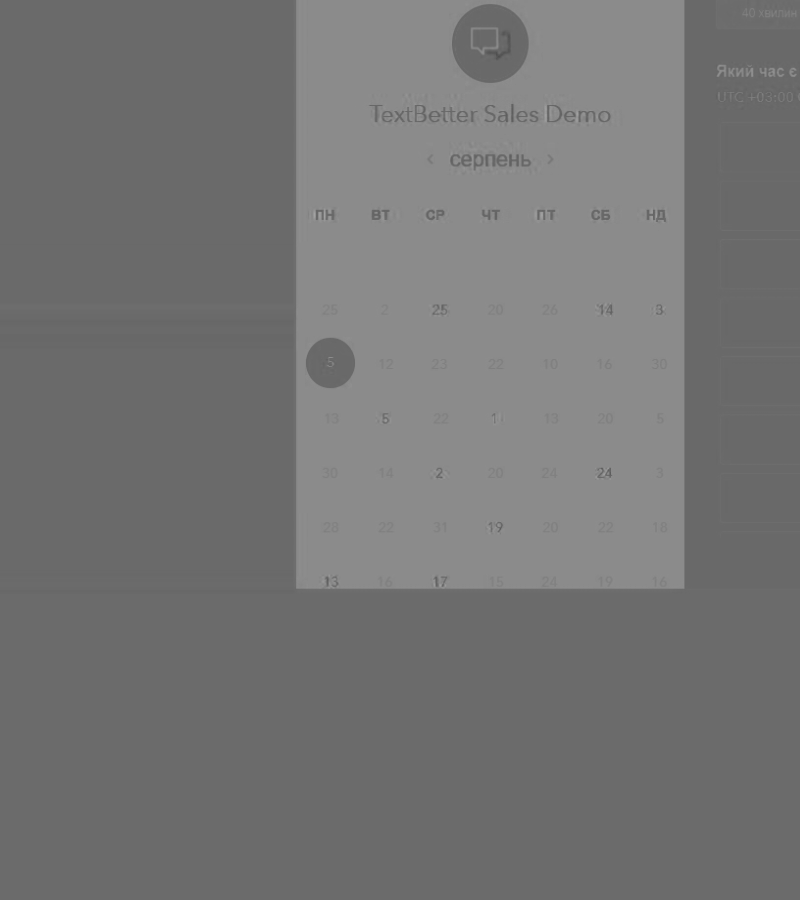 40 хвилин
TextBetter Sales Demo
Який час є
UTC +03:00
‹ серпень ›
ПН ВТ СР ЧТ ПТ СБ НД
25 2 25 20 26 14 3
5 12 23 22 10 16 30
13 5 22 1 13 20 5
30 14 2 20 24 24 3
28 22 31 19 20 22 18
13 16 17 15 24 19 16